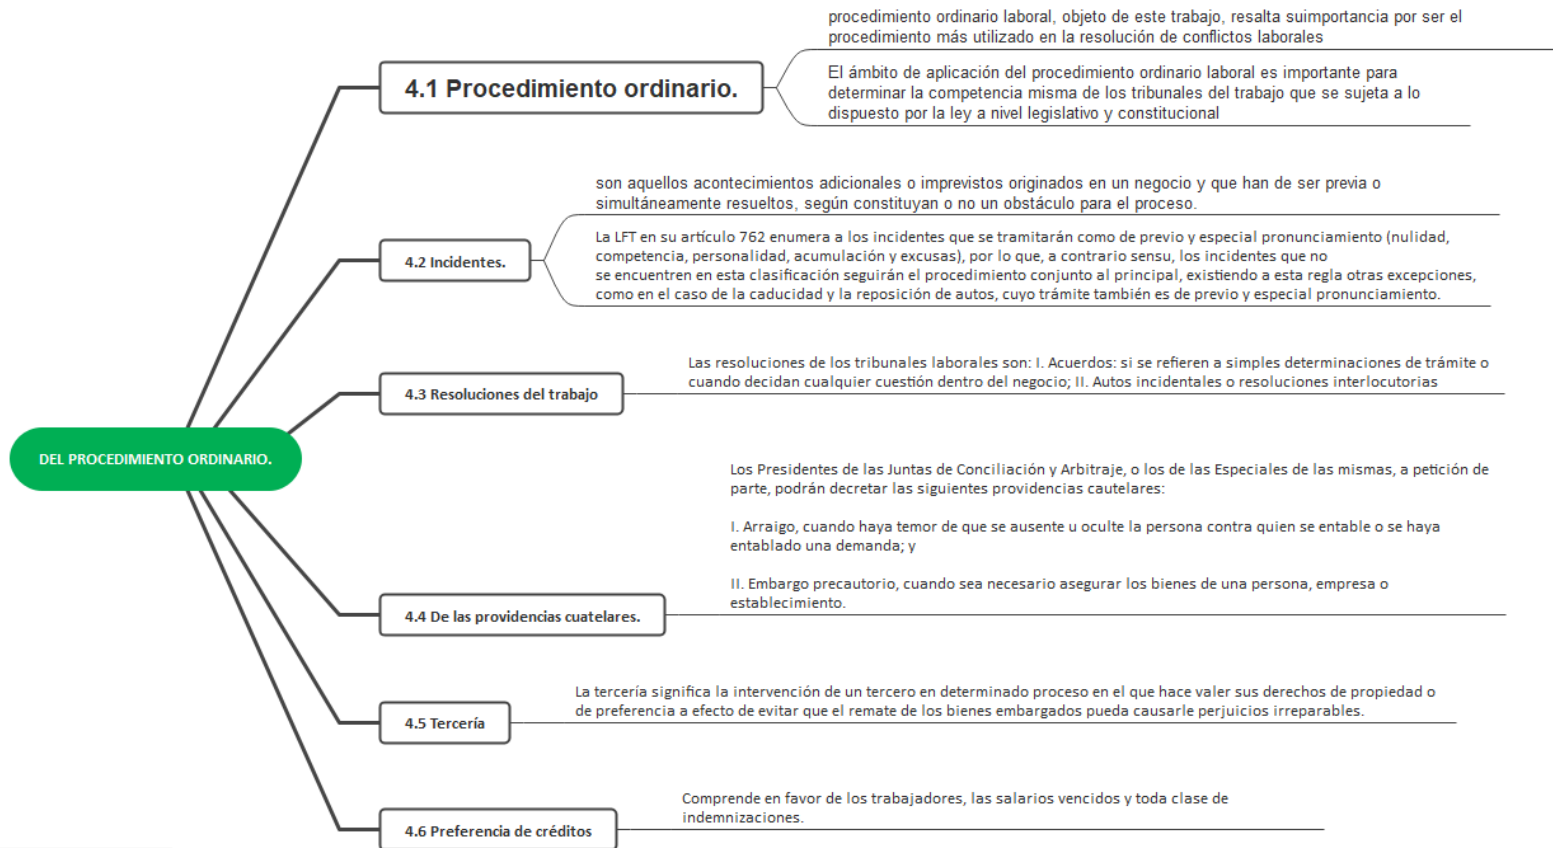 procedimiento ordinario laboral, objeto de este trabajo, resalta suimportancia por ser el
procedimiento más utilizado en la resolución de conflictos laborales
4.1 Procedimiento ordinario.
El ámbito de aplicación del procedimiento ordinario laboral es importante para
determinar la competencia misma de los tribunales del trabajo que se sujeta a lo
dispuesto por la ley a nivel legislativo y constitucional
son aquellos acontecimientos adicionales o imprevistos originados en un negocio y que han de ser previa o
simultáneamente resueltos, según constituyan o no un obstáculo para el proceso.
4.2 Incidentes.
La LFT en su artículo 762 enumera a los incidentes que se tramitarán como de previo y especial pronunciamiento (nulidad,
competencia, personalidad, acumulación y excusas), por lo que, a contrario sensu, los incidentes que no
se encuentren en esta clasificación seguirán el procedimiento conjunto al principal, existiendo a esta regla otras excepciones,
como en el caso de la caducidad y la reposición de autos, cuyo trámite también es de previo y especial pronunciamiento.
4.3 Resoluciones del trabajo
Las resoluciones de los tribunales laborales son: I. Acuerdos: si se refieren a simples determinaciones de trámite o
cuando decidan cualquier cuestión dentro del negocio; II. Autos incidentales o resoluciones interlocutorias
DEL PROCEDIMIENTO ORDINARIO.
Los Presidentes de las Juntas de Conciliación y Arbitraje, o los de las Especiales de las mismas, a petición de
parte, podrán decretar las siguientes providencias cautelares:
I. Arraigo, cuando haya temor de que se ausente u oculte la persona contra quien se entable o se haya
entablado una demanda; y
II. Embargo precautorio, cuando sea necesario asegurar los bienes de una persona, empresa o
establecimiento.
4.4 De las providencias cuatelares.
La tercería significa la intervención de un tercero en determinado proceso en el que hace valer sus derechos de propiedad o
de preferencia a efecto de evitar que el remate de los bienes embargados pueda causarle perjuicios irreparables.
4.5 Tercería
Comprende en favor de los trabajadores, las salarios vencidos y toda clase de
indemnizaciones.
4.6 Preferencia de créditos